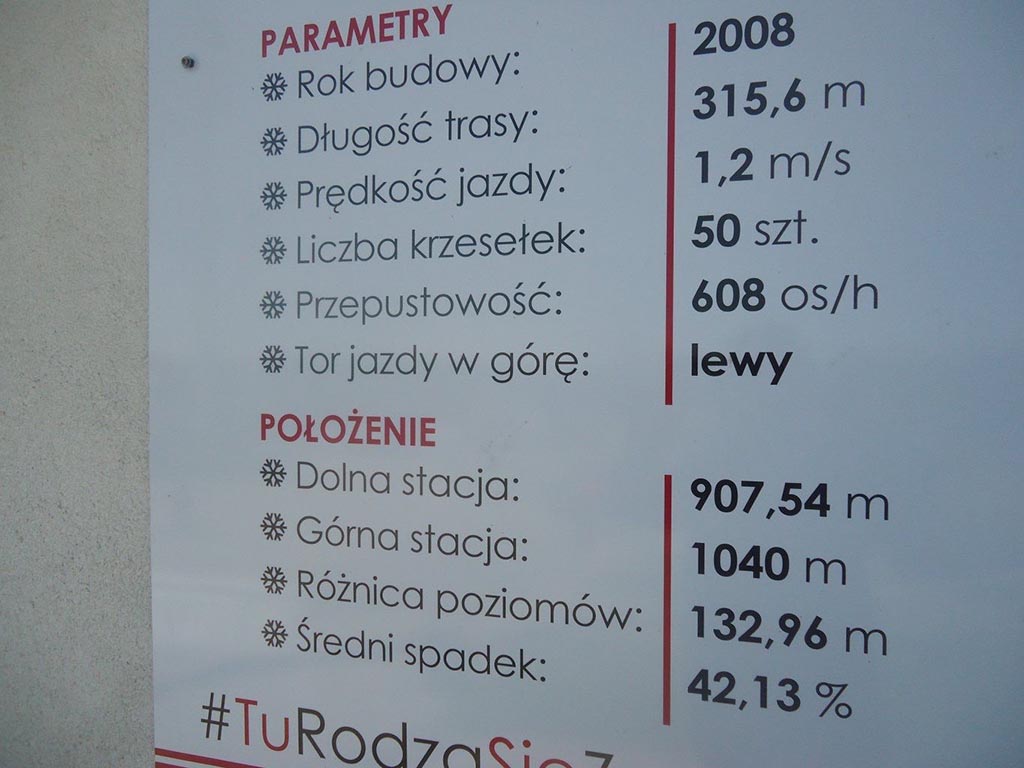 PARAMETRY
Rok budowy: 2008
Długość trasy: 315,6 m
Prędkość jazdy: 1,2 m/s
Liczba krzesełek: 50 szt.
Przepustowość: 608 os/h
Tor jazdy w górę: lewy
POŁOŻENIE
Dolna stacja: 907,54 m
Górna stacja: 1040 m
Różnica poziomów: 132,96 m
Średni spadek: 42,13 %
#TuRodząSię